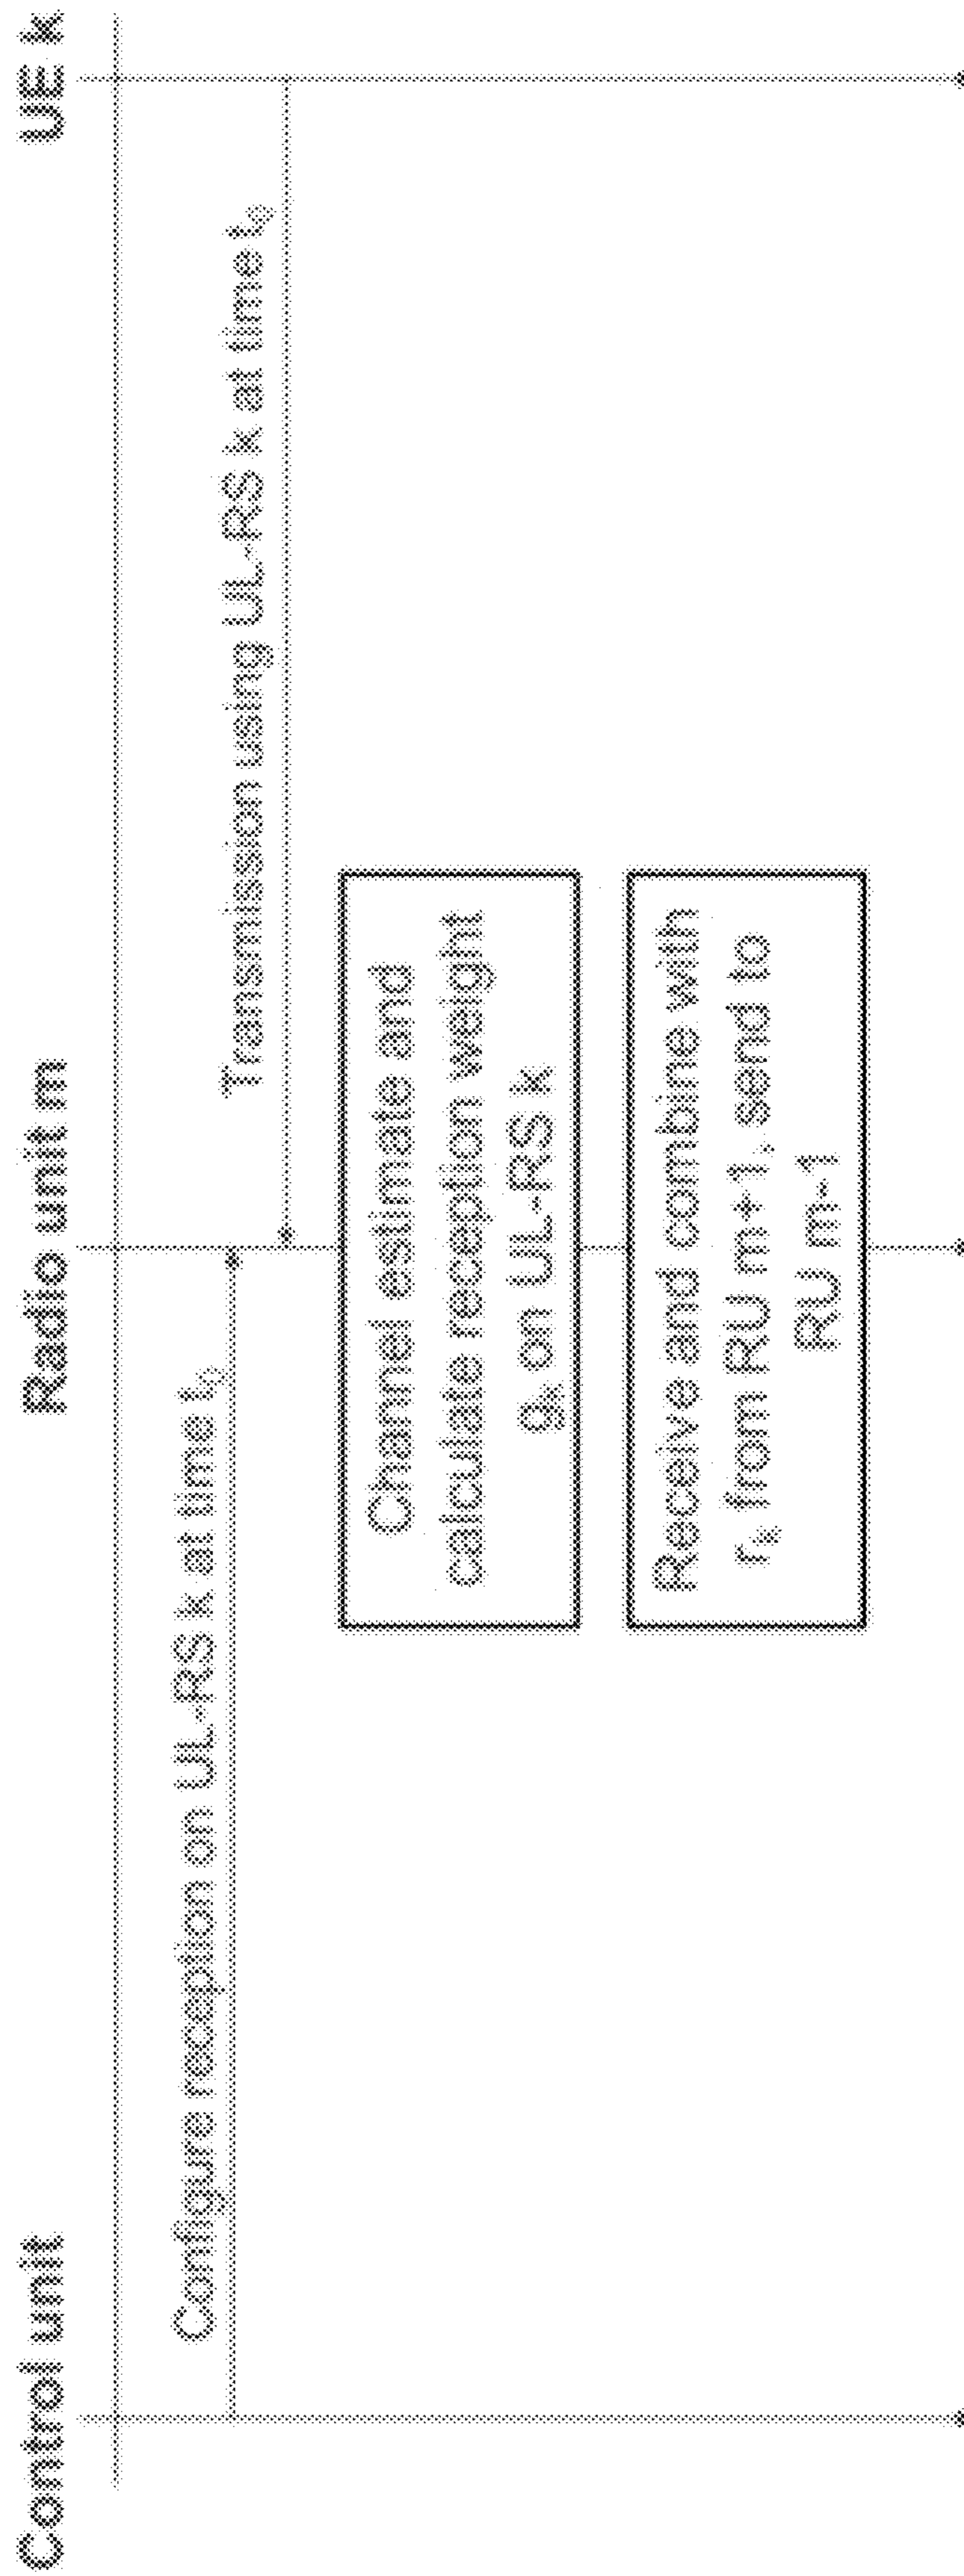 Control unit
Radio unit m
UE k
Configure reception on UL-RS k at time t₀
Transmission using UL-RS k at time t₀
Channel estimate and
calculate reception weight
gₖ on UL-RS k
Receive and combine with
rₖ from RU m+1, send to
RU m-1